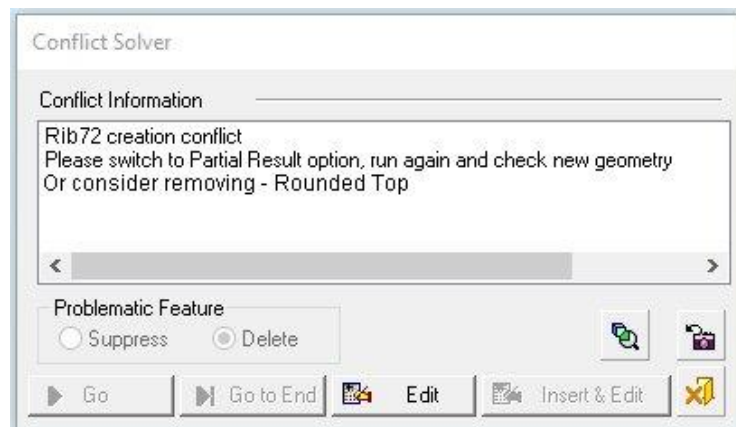 Conflict Solver
Conflict Information
Rib72 creation conflict
Please switch to Partial Result option, run again and check new geometry
Or consider removing - Rounded Top
Problematic Feature
Suppress Delete
Go Go to End Edit Insert & Edit